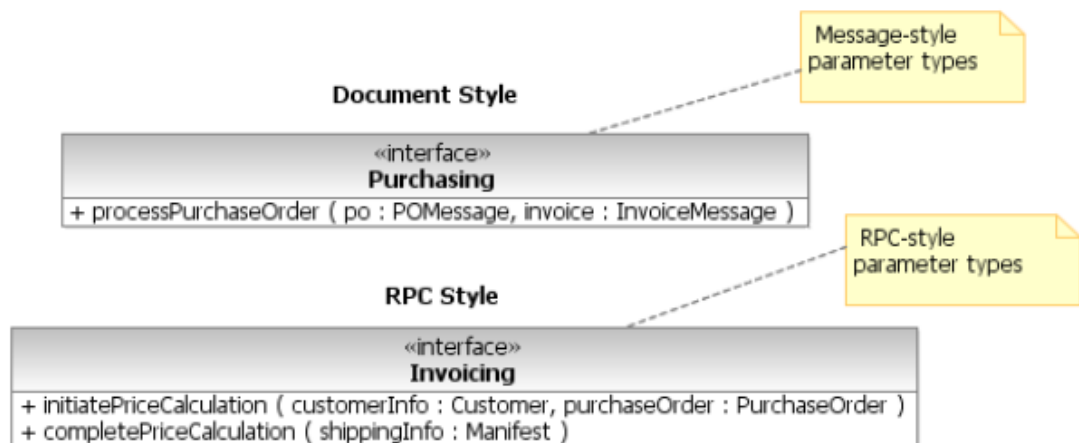 Message-style
parameter types
Document Style
«interface»
Purchasing
+ processPurchaseOrder ( po : POMessage, invoice : InvoiceMessage )
RPC-style
parameter types
RPC Style
«interface»
Invoicing
+ initiatePriceCalculation ( customerInfo : Customer, purchaseOrder : PurchaseOrder )
+ completePriceCalculation ( shippingInfo : Manifest )